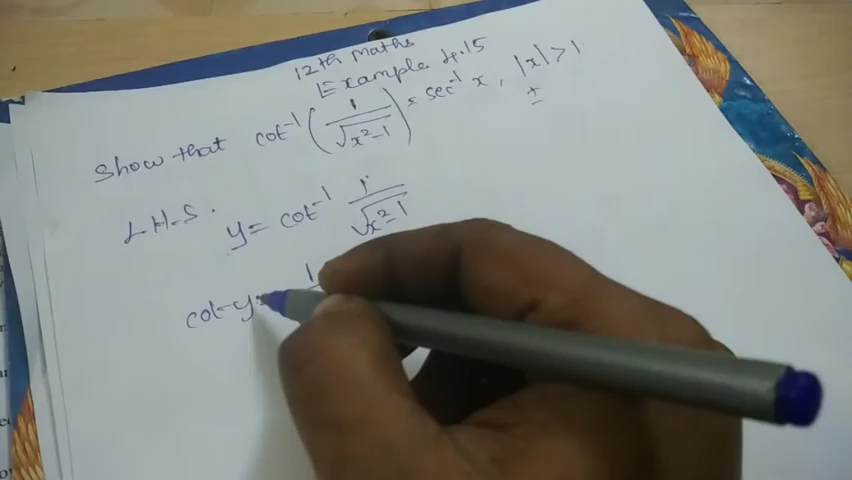 12th Maths
Example 4.15
Show that cot⁻¹ (1/√(x²-1)) = sec⁻¹ x, |x| > 1
±
L.H.S. y = cot⁻¹ 1/√(x²-1)
cot y = 1